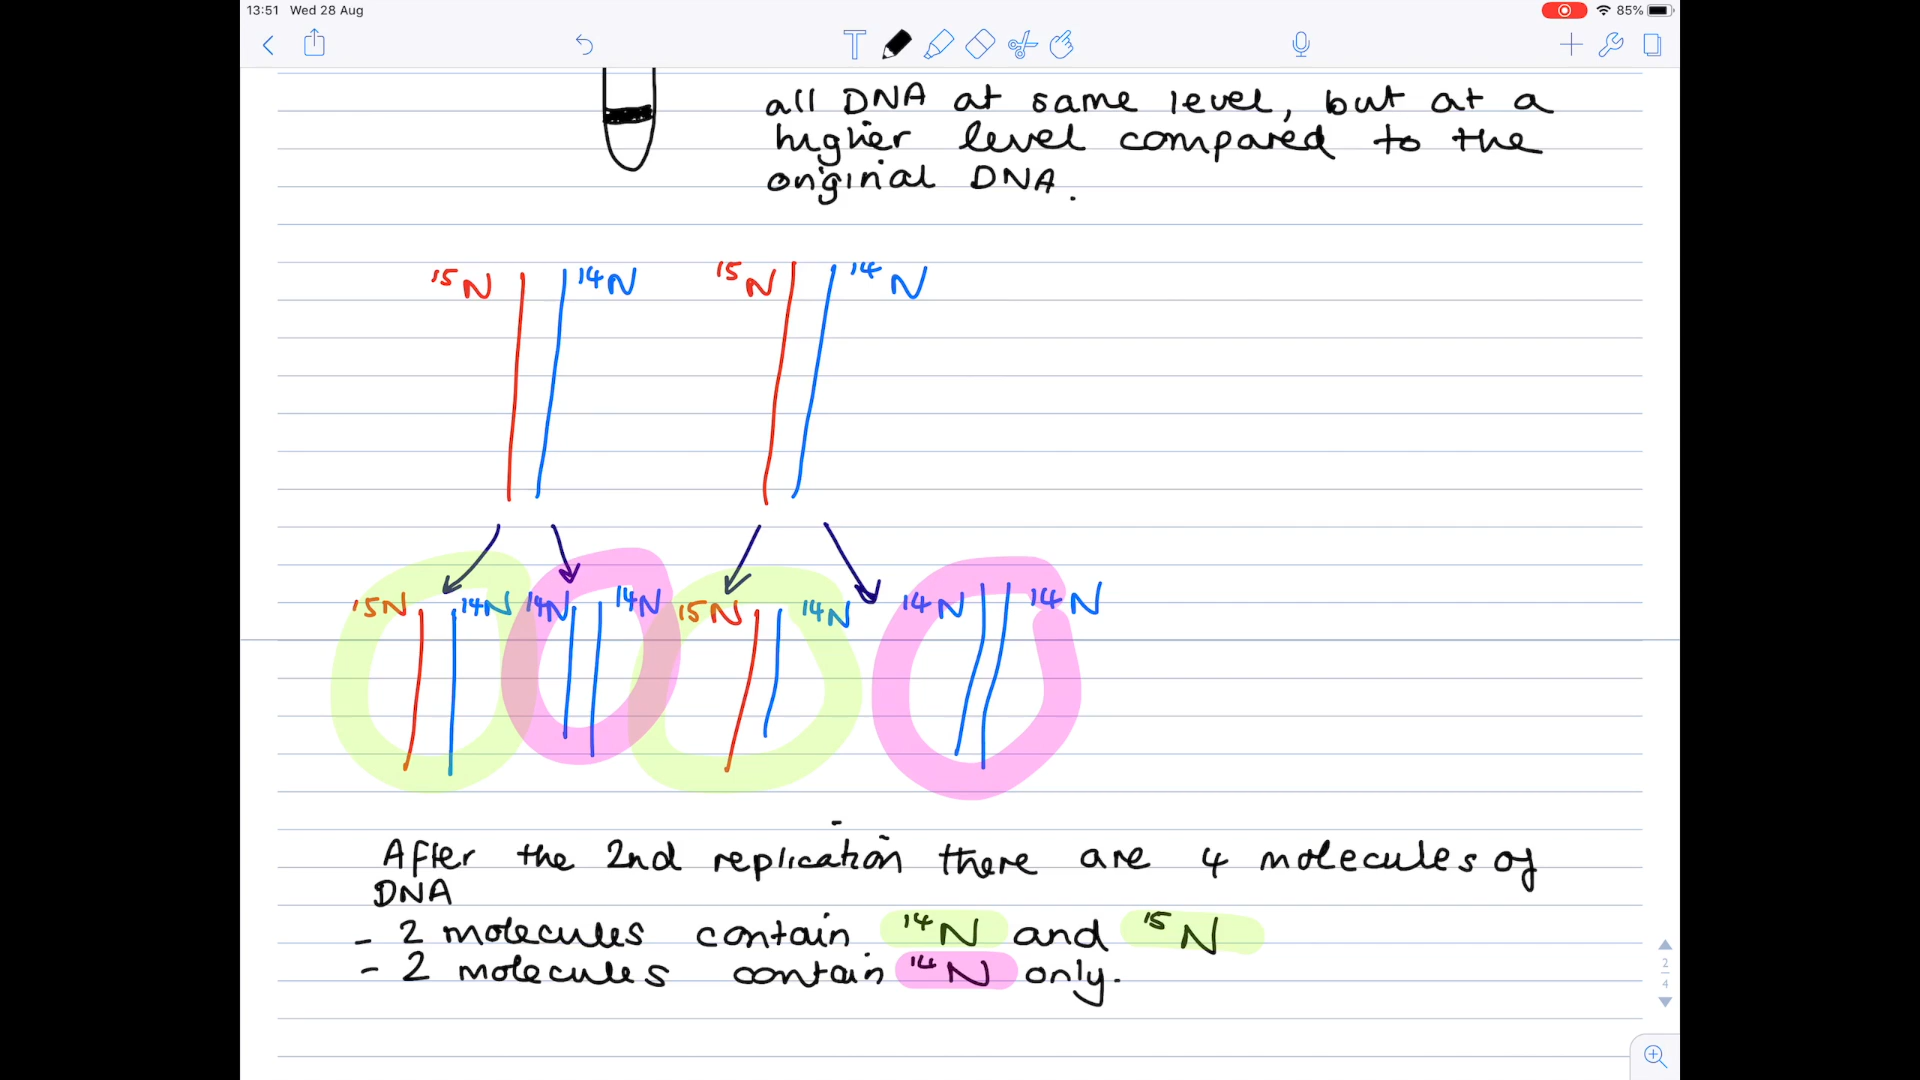 13:51 Wed 28 Aug
85%
T
all DNA at same level, but at a
higher level compared to the
original DNA.
¹⁵N ¹⁴N ¹⁵N ¹⁴N
¹⁵N ¹⁴N ¹⁴N ¹⁴N ¹⁵N ¹⁴N ¹⁴N ¹⁴N
After the 2nd replication there are 4 molecules of
DNA
- 2 molecules contain ¹⁴N and ¹⁵N
- 2 molecules contain ¹⁴N only.
2
4